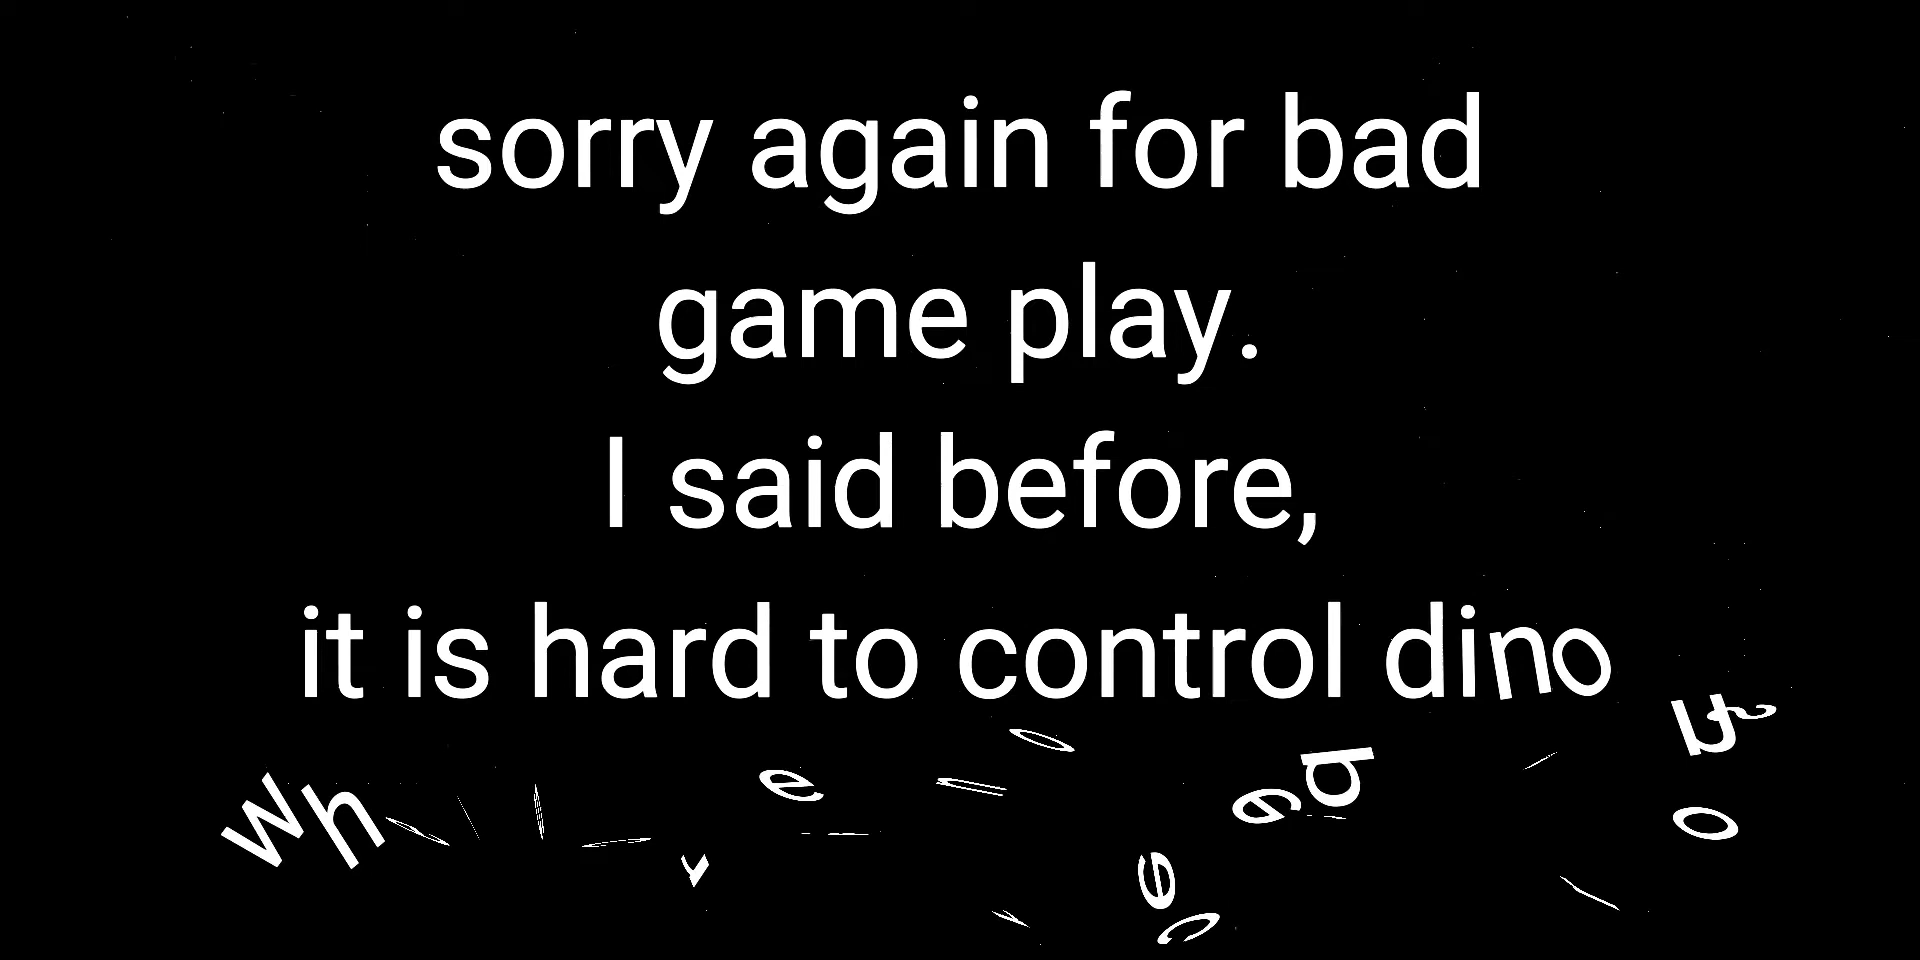 sorry again for bad
game play.
I said before,
it is hard to control dino